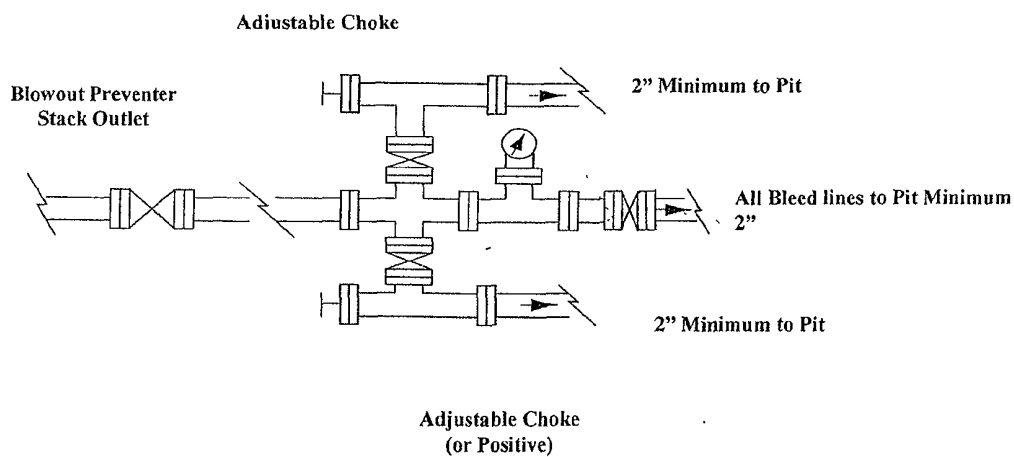 Adjustable Choke
Blowout Preventer
Stack Outlet
2” Minimum to Pit
All Bleed lines to Pit Minimum
2”
2” Minimum to Pit
Adjustable Choke
(or Positive)